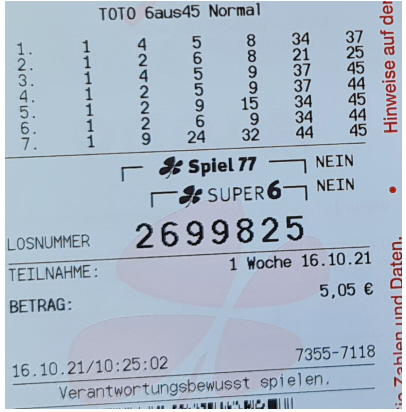 TOTO 6aus45 Normal
1. 1 4 5 8 34 37
2. 1 2 6 8 21 25
3. 1 4 5 9 37 45
4. 1 2 5 9 37 44
5. 1 2 9 15 34 45
6. 1 2 6 9 34 44
7. 1 9 24 32 44 45
Spiel 77 NEIN
SUPER 6 NEIN
LOSNUMMER 2699825
TEILNAHME: 1 Woche 16.10.21
BETRAG: 5,05 €
16.10.21/10:25:02 7355-7118
Verantwortungsbewusst spielen.
Hinweise auf der
Zahlen und Daten.